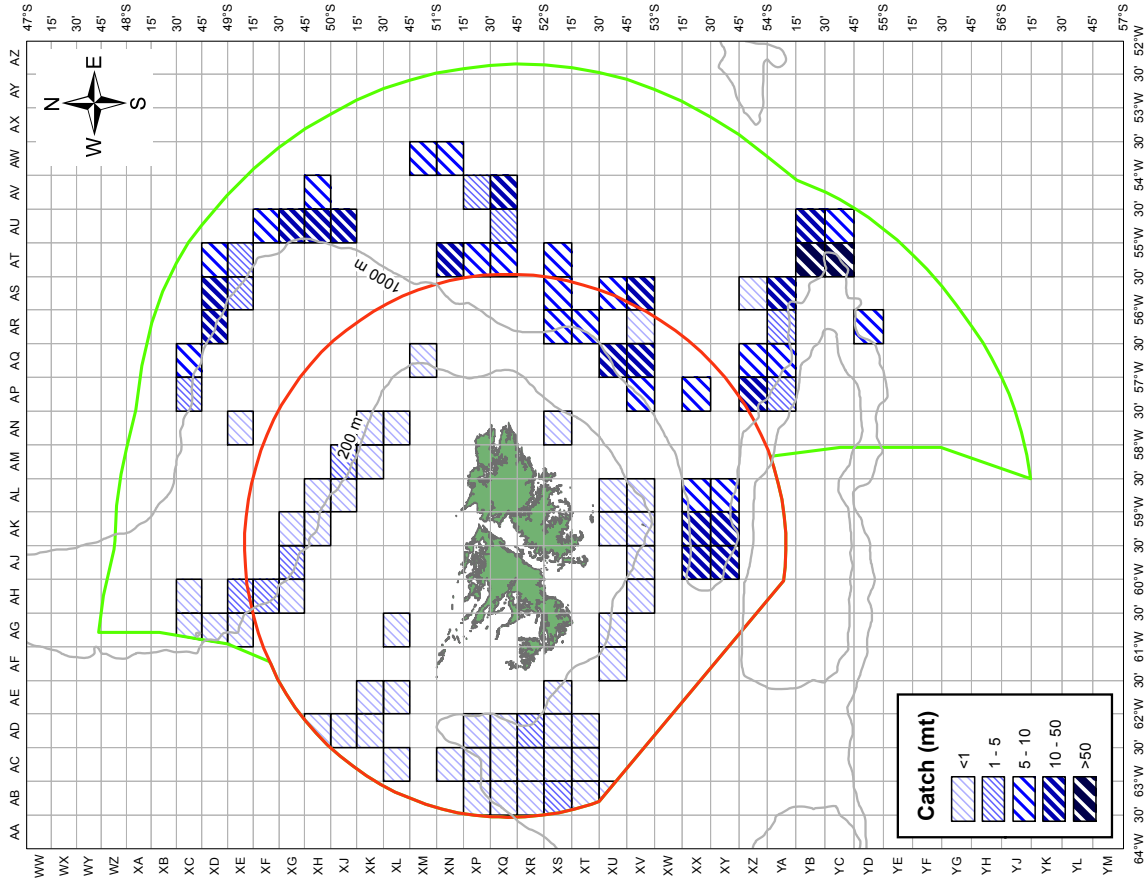 AA AB AC AD AE AF AG AH AJ AK AL AM AN AP AQ AR AS AT AU AV AW AX AY AZ
47°S
WW
15'
WX
30'
WY
45'
WZ
48°S
XA
15'
XB
30'
XC
45'
XD
49°S
XE
15'
XF
30'
XG
45'
XH
50°S
XJ
15'
XK
30'
XL
45'
XM
51°S
XN
15'
XP
30'
XQ
45'
XR
52°S
XS
15'
XT
30'
XU
45'
XV
53°S
XW
15'
XX
30'
XY
45'
XZ
54°S
YA
15'
YB
30'
YC
45'
YD
55°S
YE
15'
YF
30'
YG
45'
YH
56°S
YJ
15'
YK
30'
YL
45'
YM
57°S
64°W 30' 63°W 30' 62°W 30' 61°W 30' 60°W 30' 59°W 30' 58°W 30' 57°W 30' 56°W 30' 55°W 30' 54°W 30' 53°W 30' 52°W
N
W E
S
200 m
1000 m
Catch (mt)
<1
1 - 5
5 - 10
10 - 50
>50